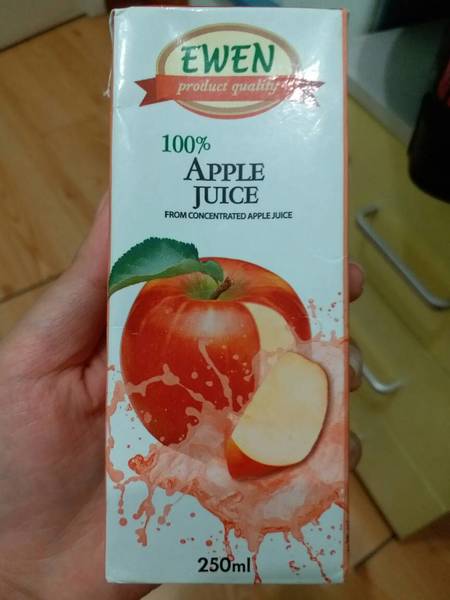 EWEN
product quality
100%
APPLE
JUICE
FROM CONCENTRATED APPLE JUICE
250ml